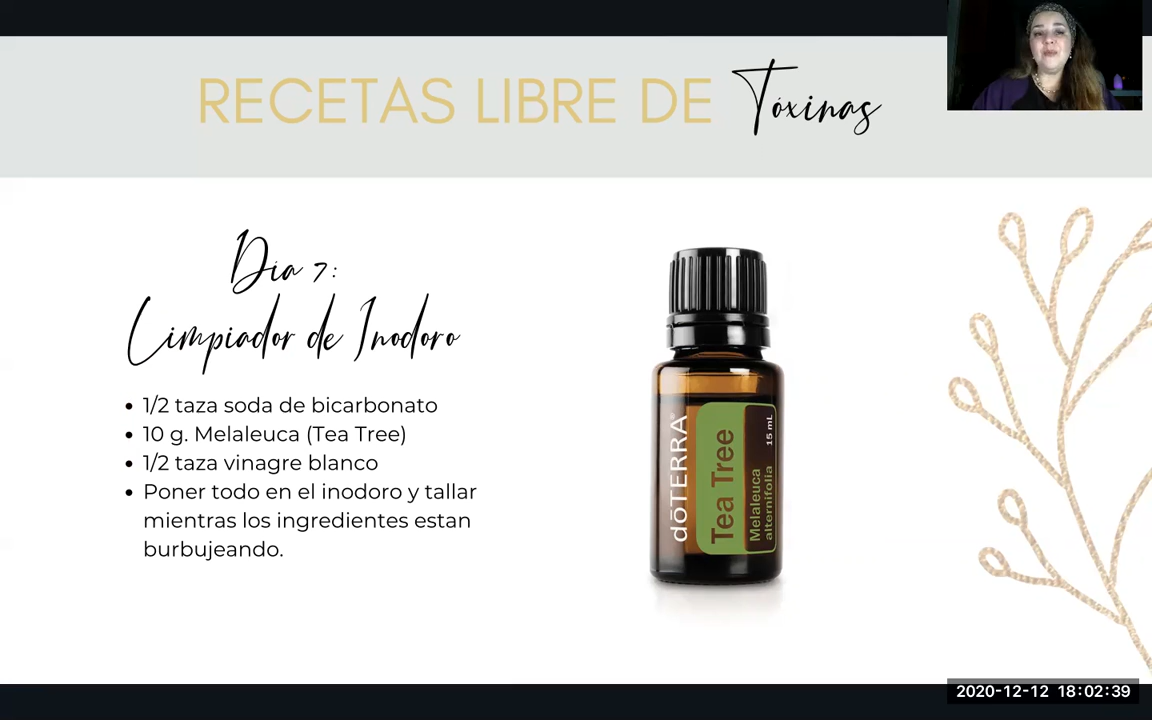 RECETAS LIBRE DE Tóxinas
Día 7:
Limpiador de Inodoro
• 1/2 taza soda de bicarbonato
• 10 g. Melaleuca (Tea Tree)
• 1/2 taza vinagre blanco
• Poner todo en el inodoro y tallar
mientras los ingredientes estan
burbujeando.
dōTERRA®
Tea Tree
Melaleuca
alternifolia
15 mL
2020-12-12 18:02:39